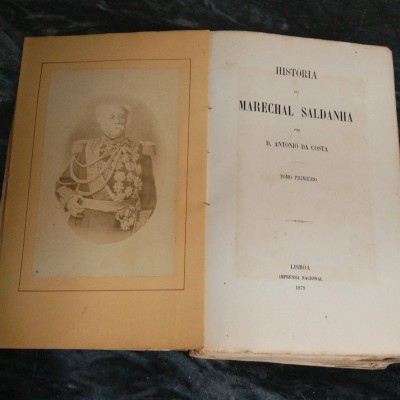 HISTORIA
DO
MARECHAL SALDANHA
POR
D. ANTONIO DA COSTA
TOMO PRIMEIRO
LISBOA
IMPRENSA NACIONAL
1879